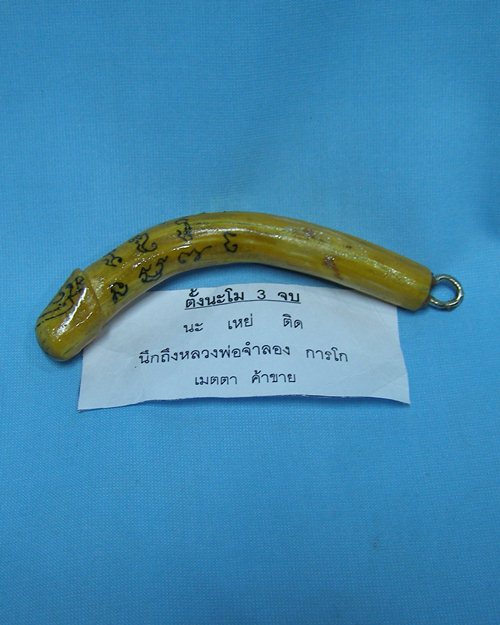 ตั้งนะโม 3 จบ
นะ เหย่ ติด
นึกถึงหลวงพ่อจำลอง การโก
เมตตา ค้าขาย